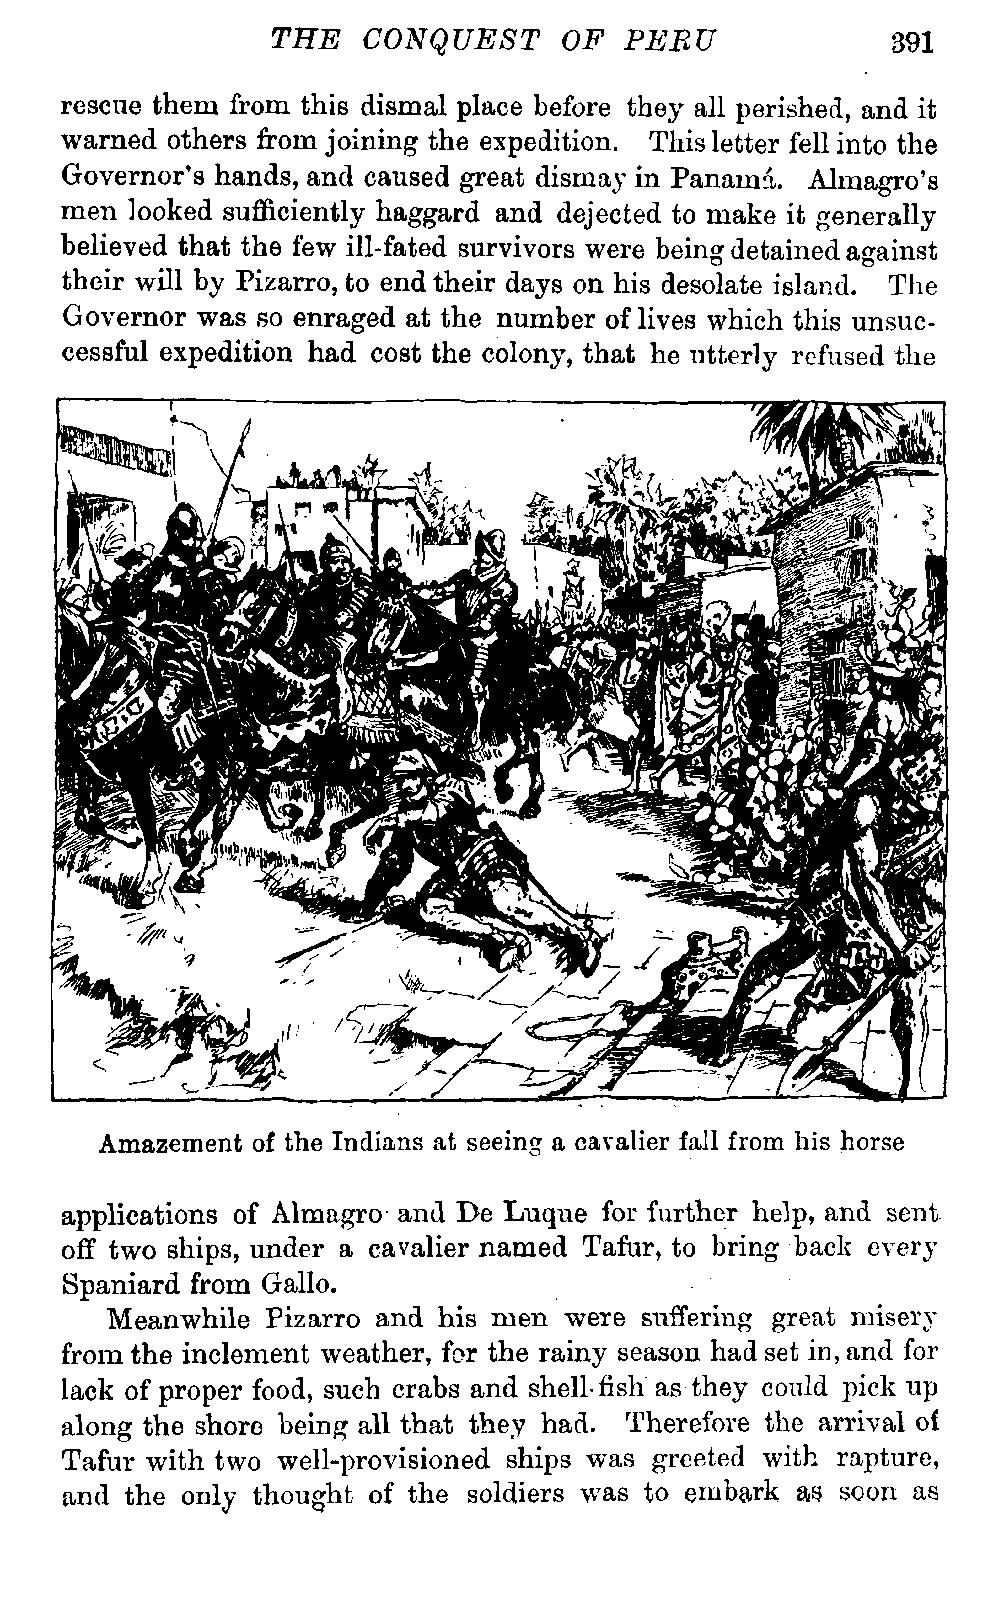 THE CONQUEST OF PERU 391
rescue them from this dismal place before they all perished, and it
warned others from joining the expedition. This letter fell into the
Governor's hands, and caused great dismay in Panamá. Almagro's
men looked sufficiently haggard and dejected to make it generally
believed that the few ill-fated survivors were being detained against
their will by Pizarro, to end their days on his desolate island. The
Governor was so enraged at the number of lives which this unsuc-
cessful expedition had cost the colony, that he utterly refused the
Amazement of the Indians at seeing a cavalier fall from his horse
applications of Almagro and De Luque for further help, and sent
off two ships, under a cavalier named Tafur, to bring back every
Spaniard from Gallo.
Meanwhile Pizarro and his men were suffering great misery
from the inclement weather, for the rainy season had set in, and for
lack of proper food, such crabs and shell-fish as they could pick up
along the shore being all that they had. Therefore the arrival of
Tafur with two well-provisioned ships was greeted with rapture,
and the only thought of the soldiers was to embark as soon as